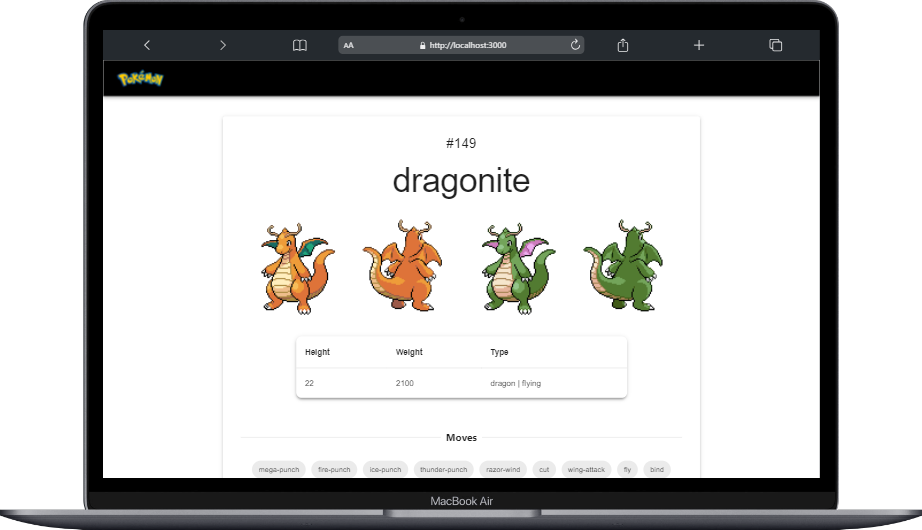 AA http://localhost:3000
Pokémon
#149
dragonite
Height Weight Type
22 2100 dragon | flying
Moves
mega-punch fire-punch ice-punch thunder-punch razor-wind cut wing-attack fly bind
MacBook Air